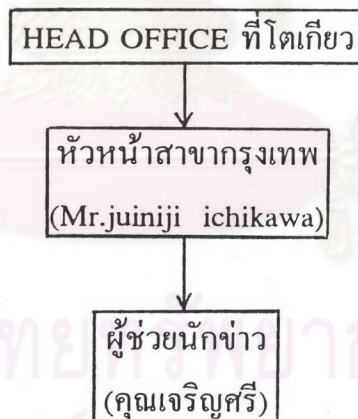 HEAD OFFICE ที่โตเกียว
หัวหน้าสาขากรุงเทพ
(Mr.juiniji ichikawa)
ผู้ช่วยนักข่าว
(คุณเจริญศรี)